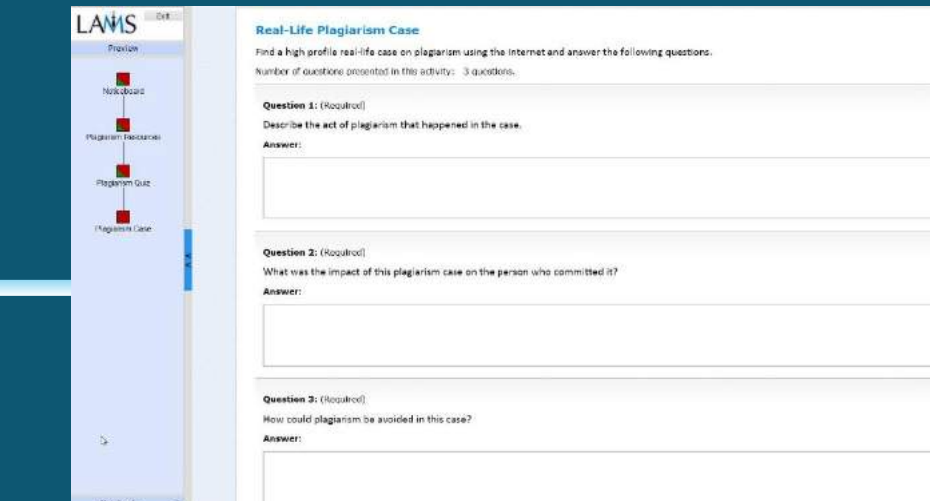 LAMS
Exit
Preview
Noticeboard
Plagiarism Resources
Plagiarism Quiz
Plagiarism Case
Real-Life Plagiarism Case
Find a high profile real-life case on plagiarism using the Internet and answer the following questions.
Number of questions presented in this activity: 3 questions.
Question 1: (Required)
Describe the act of plagiarism that happened in the case.
Answer:
Question 2: (Required)
What was the impact of this plagiarism case on the person who committed it?
Answer:
Question 3: (Required)
How could plagiarism be avoided in this case?
Answer: